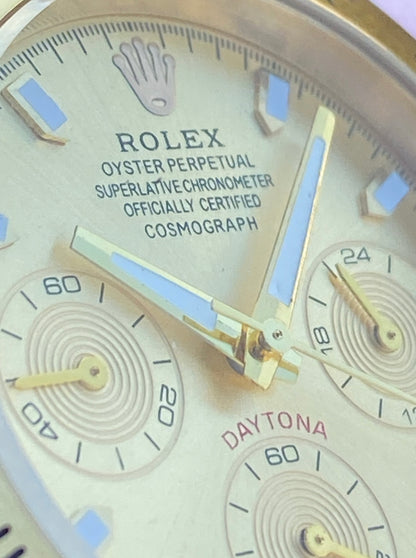 ROLEX
OYSTER PERPETUAL
SUPERLATIVE CHRONOMETER
OFFICIALLY CERTIFIED
COSMOGRAPH
24
18
60
20
40
DAYTONA
60